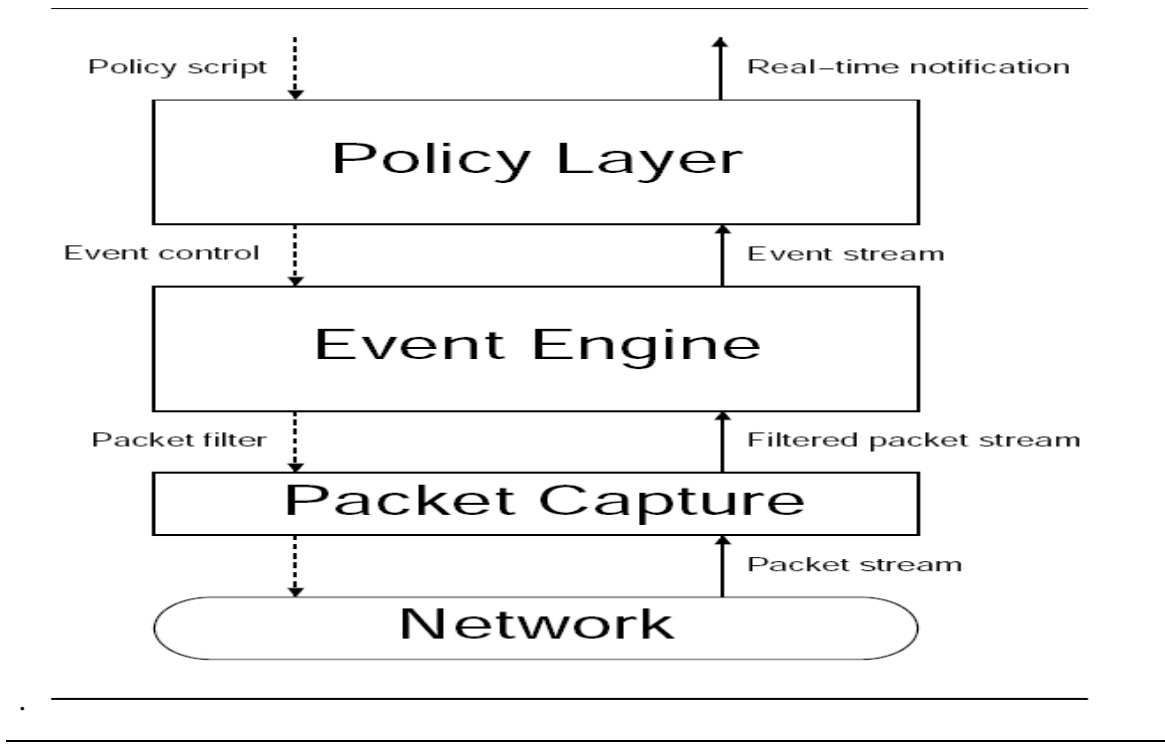 Policy script
Real-time notification
Policy Layer
Event control
Event stream
Event Engine
Packet filter
Filtered packet stream
Packet Capture
Packet stream
Network
.